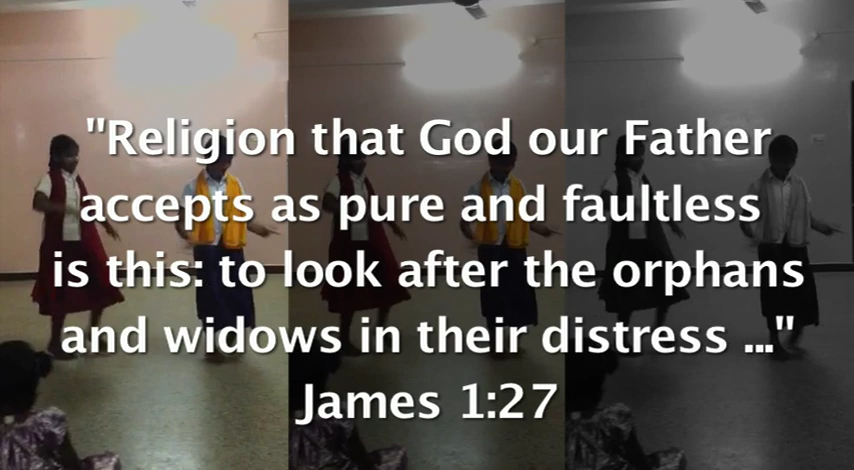 "Religion that God our Father
accepts as pure and faultless
is this: to look after the orphans
and widows in their distress ..."
James 1:27